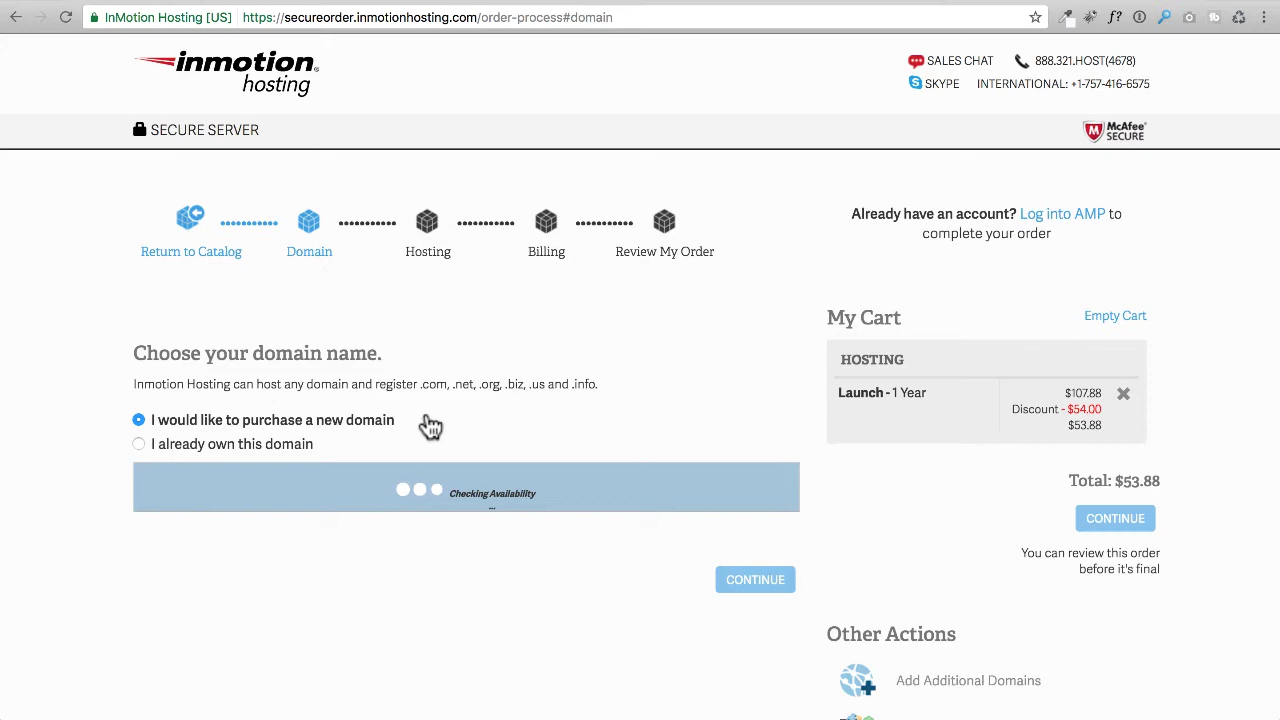 InMotion Hosting [US] https://secureorder.inmotionhosting.com/order-process#domain
inmotion hosting
SALES CHAT 888.321.HOST(4678)
SKYPE INTERNATIONAL: +1-757-416-6575
SECURE SERVER
McAfee SECURE
Return to Catalog
Domain
Hosting
Billing
Review My Order
Already have an account? Log into AMP to
complete your order
Choose your domain name.
Inmotion Hosting can host any domain and register .com, .net, .org, .biz, .us and .info.
I would like to purchase a new domain
I already own this domain
Checking Availability
...
CONTINUE
My Cart
Empty Cart
HOSTING
Launch - 1 Year
$107.88
Discount - $54.00
$53.88
Total: $53.88
CONTINUE
You can review this order
before it's final
Other Actions
Add Additional Domains